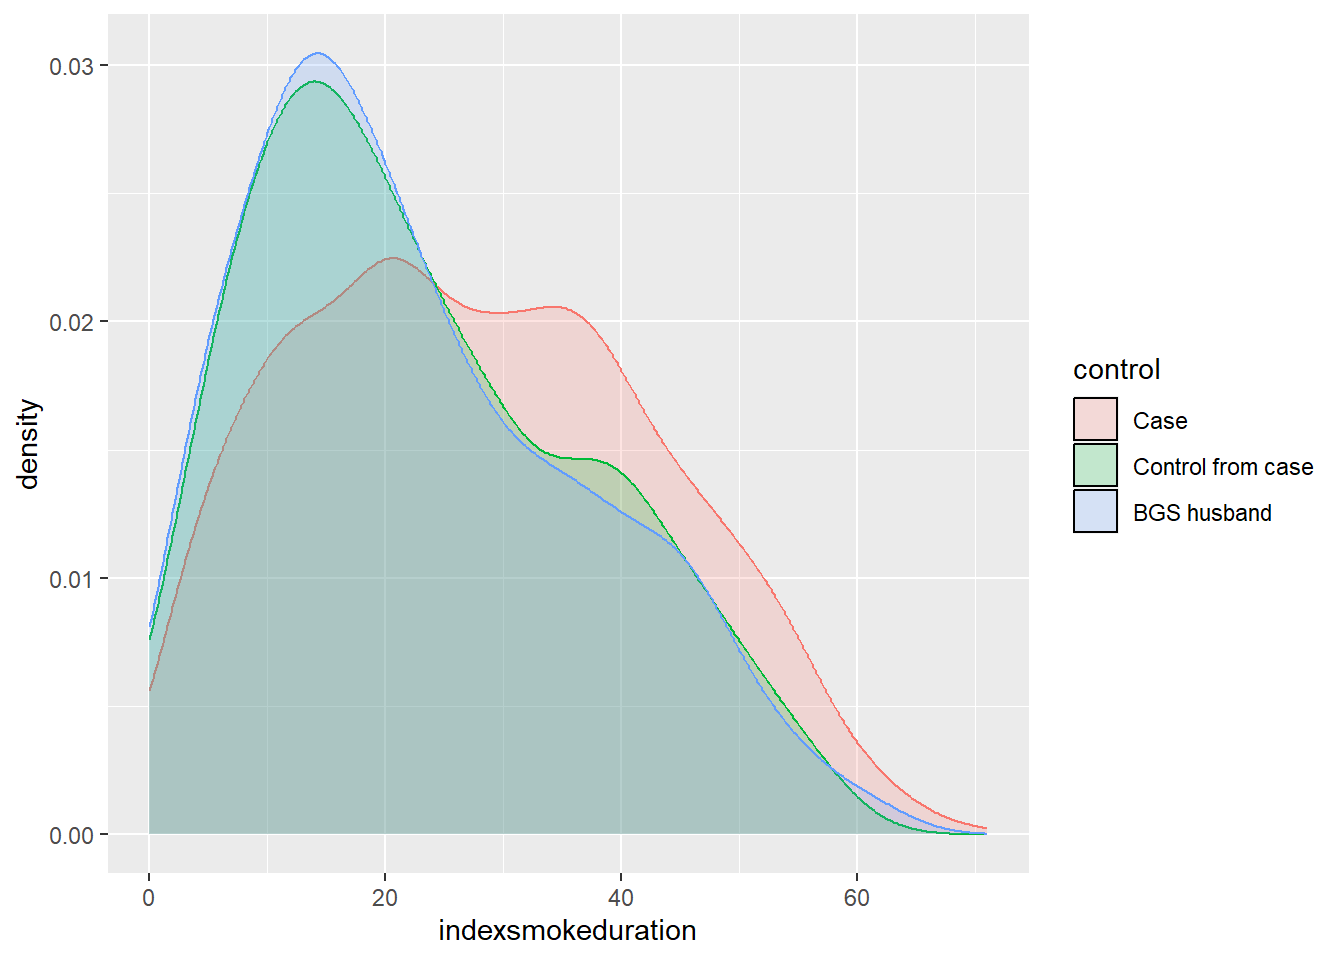 0.03
0.02
0.01
0.00
density
0
20
40
60
indexsmokeduration
control
Case
Control from case
BGS husband